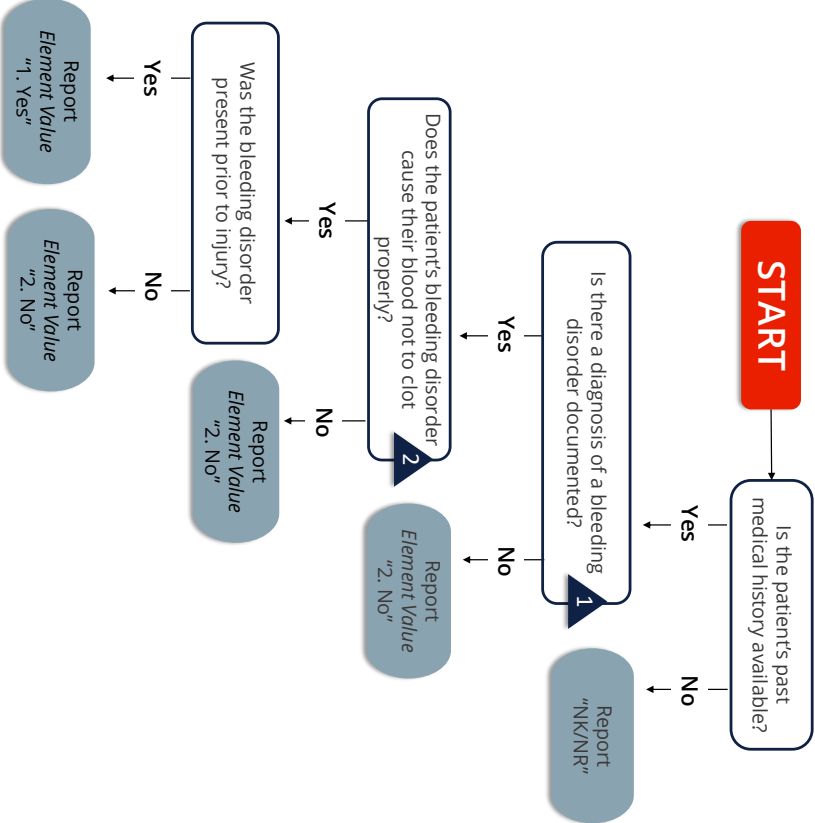 START
Is the patient's past
medical history available?
Yes
No
Report
"NK/NR"
Is there a diagnosis of a bleeding
disorder documented?
1
Yes
No
Report
Element Value
"2. No"
Does the patient's bleeding disorder
cause their blood not to clot
properly?
2
Yes
No
Report
Element Value
"2. No"
Was the bleeding disorder
present prior to injury?
Yes
No
Report
Element Value
"1. Yes"
Report
Element Value
"2. No"